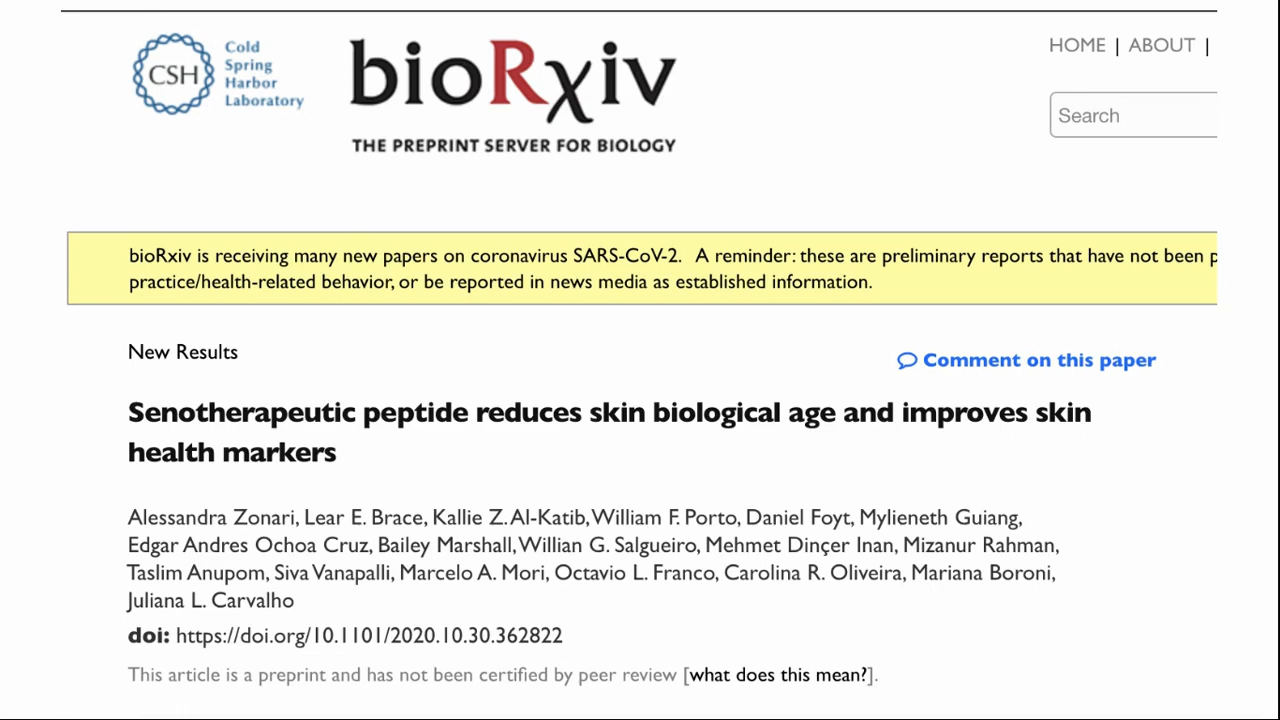 CSH
Cold
Spring
Harbor
Laboratory
bioRxiv
THE PREPRINT SERVER FOR BIOLOGY
HOME | ABOUT |
Search
bioRxiv is receiving many new papers on coronavirus SARS-CoV-2. A reminder: these are preliminary reports that have not been
practice/health-related behavior, or be reported in news media as established information.
New Results
Comment on this paper
Senotherapeutic peptide reduces skin biological age and improves skin
health markers
Alessandra Zonari, Lear E. Brace, Kallie Z. Al-Katib, William F. Porto, Daniel Foyt, Mylieneth Guiang,
Edgar Andres Ochoa Cruz, Bailey Marshall, Willian G. Salgueiro, Mehmet Dinçer Inan, Mizanur Rahman,
Taslim Anupom, Siva Vanapalli, Marcelo A. Mori, Octavio L. Franco, Carolina R. Oliveira, Mariana Boroni,
Juliana L. Carvalho
doi: https://doi.org/10.1101/2020.10.30.362822
This article is a preprint and has not been certified by peer review [what does this mean?].